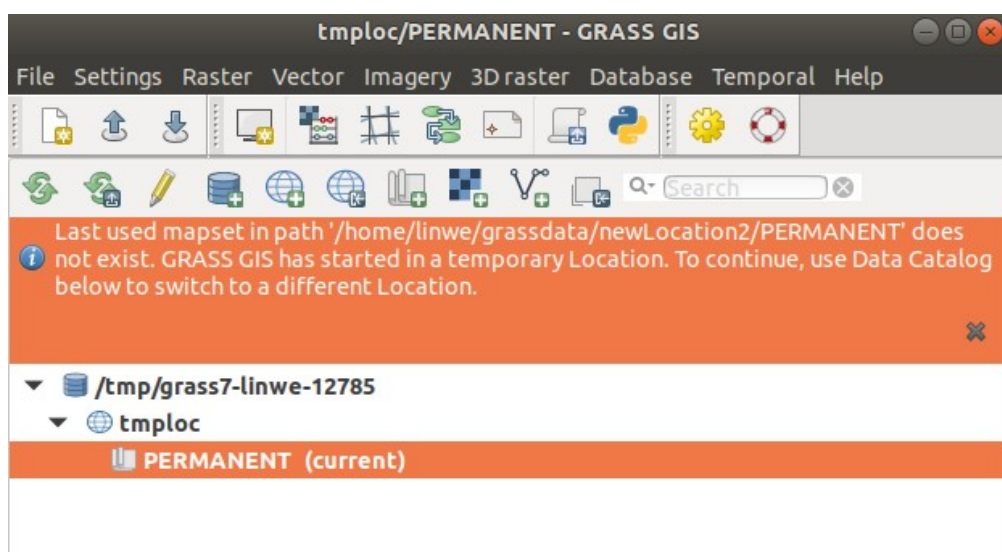 tmploc/PERMANENT - GRASS GIS
File Settings Raster Vector Imagery 3D raster Database Temporal Help
Search
Last used mapset in path '/home/linwe/grassdata/newLocation2/PERMANENT' does
not exist. GRASS GIS has started in a temporary Location. To continue, use Data Catalog
below to switch to a different Location.
/tmp/grass7-linwe-12785
tmploc
PERMANENT (current)